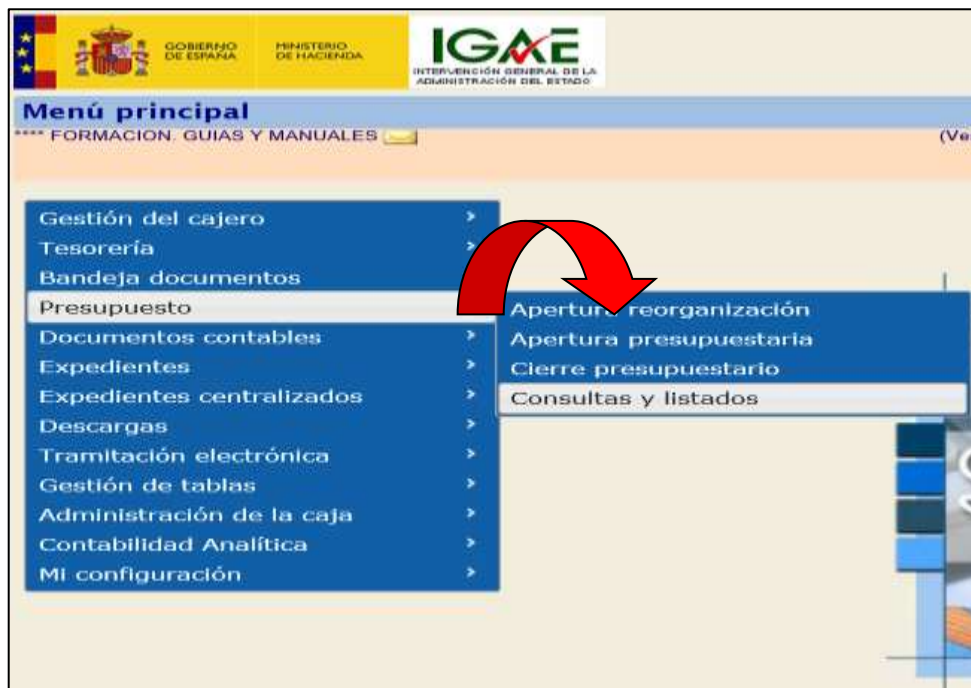 GOBIERNO
DE ESPAÑA
MINISTERIO
DE HACIENDA
IGAE
INTERVENCIÓN GENERAL DE LA
ADMINISTRACIÓN DEL ESTADO
Menú principal
**** FORMACION. GUIAS Y MANUALES
(Ve
Gestión del cajero
Tesorería
Bandeja documentos
Presupuesto
Documentos contables
Expedientes
Expedientes centralizados
Descargas
Tramitación electrónica
Gestión de tablas
Administración de la caja
Contabilidad Analítica
Mi configuración
Apertura reorganización
Apertura presupuestaria
Cierre presupuestario
Consultas y listados